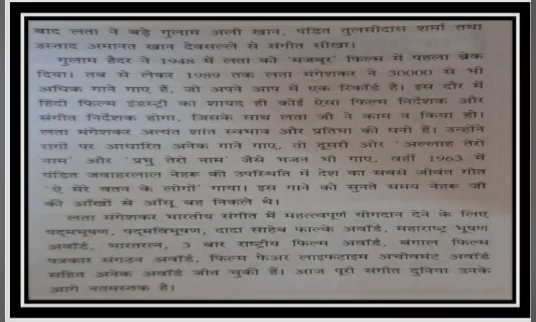 बाद लता ने बड़े गुलाम अली खान, पंडित तुलसीदास शर्मा तथा
उस्ताद अमानत खान देवसल्ले से संगीत सीखा।
गुलाम हैदर ने 1948 में लता को 'मजबूर' फिल्म में पहला ब्रेक
दिया। तब से लेकर 1989 तक लता मंगेशकर ने 30000 से भी
अधिक गाने गाए हैं, जो अपने आप में एक रिकॉर्ड है। इस दौर में
हिंदी फिल्म इंडस्ट्री का शायद ही कोई ऐसा फिल्म निर्देशक और
संगीत निर्देशक होगा, जिसके साथ लता जी ने काम न किया हो।
लता मंगेशकर अत्यंत शांत स्वभाव और प्रतिभा की धनी हैं। उन्होंने
रागों पर आधारित अनेक गाने गाए, तो दूसरी ओर 'अल्लाह तेरो
नाम' और 'प्रभु तेरो नाम' जैसे भजन भी गाए, वहीं 1963 में
पंडित जवाहरलाल नेहरू की उपस्थिति में देश का सबसे जीवंत गीत
'ऐ मेरे वतन के लोगों' गाया। इस गाने को सुनते समय नेहरू जी
की आँखों से आँसू बह निकले थे।
लता मंगेशकर भारतीय संगीत में महत्त्वपूर्ण योगदान देने के लिए
पद्मभूषण, पद्मविभूषण, दादा साहेब फाल्के अवॉर्ड, महाराष्ट्र भूषण
अवॉर्ड, भारतरत्न, 3 बार राष्ट्रीय फिल्म अवॉर्ड, बंगाल फिल्म
पत्रकार संगठन अवॉर्ड, फिल्म फेअर लाइफटाइम अचीवमेंट अवॉर्ड
सहित अनेक अवॉर्ड जीत चुकी हैं। आज पूरी संगीत दुनिया उनके
आगे नतमस्तक है।